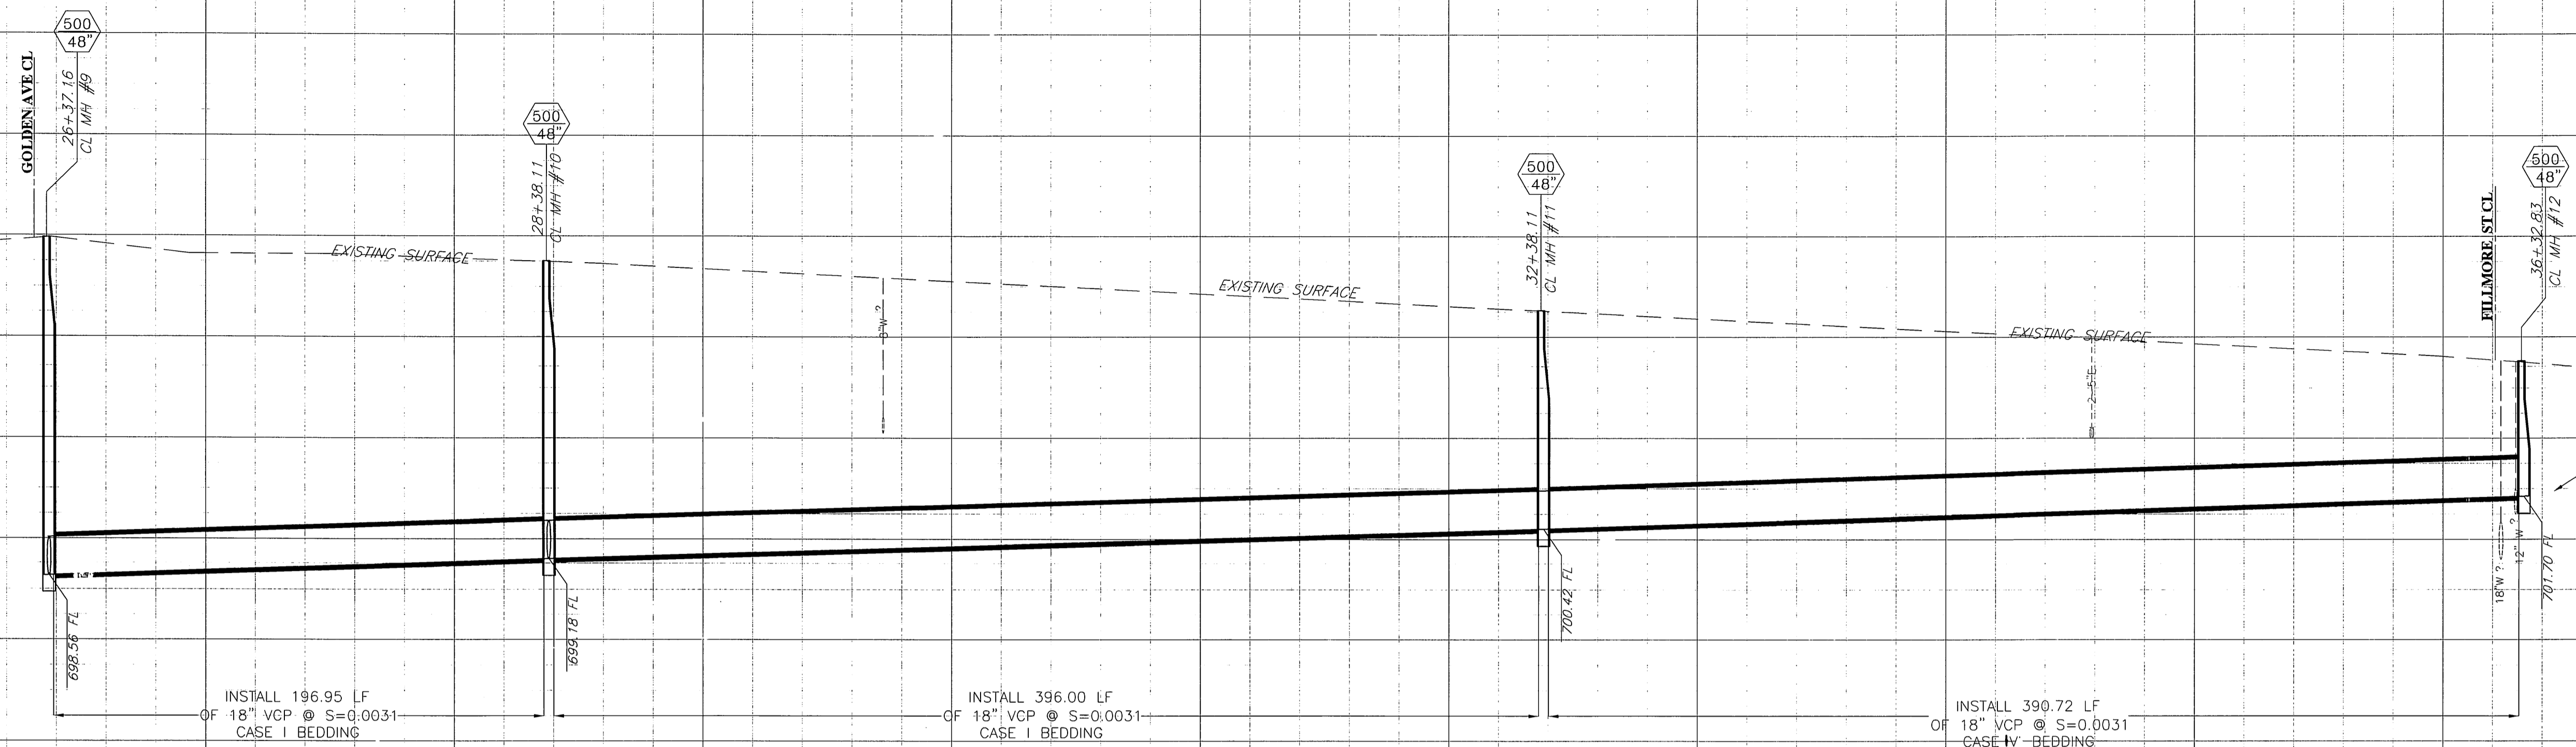 GOLDEN AVE CL
500
48"
26+37.16
CL MH #9
EXISTING SURFACE
500
48"
28+38.11
CL MH #10
8"W ?
EXISTING SURFACE
500
48"
32+38.11
CL MH #11
EXISTING SURFACE
2-5"E
FILLMORE ST CL
500
48"
36+32.83
CL MH #12
18"W ?
12" W ?
698.56 FL
699.18 FL
700.42 FL
701.70 FL
INSTALL 196.95 LF
OF 18" VCP @ S=0.0031
CASE I BEDDING
INSTALL 396.00 LF
OF 18" VCP @ S=0.0031
CASE I BEDDING
INSTALL 390.72 LF
OF 18" VCP @ S=0.0031
CASE IV BEDDING